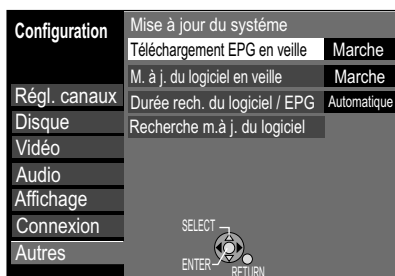 Configuration
Mise à jour du systéme
Téléchargement EPG en veille Marche
M. à j. du logiciel en veille Marche
Durée rech. du logiciel / EPG Automatique
Recherche m.à j. du logiciel
Régl. canaux
Disque
Vidéo
Audio
Affichage
Connexion
Autres
SELECT
ENTER
RETURN